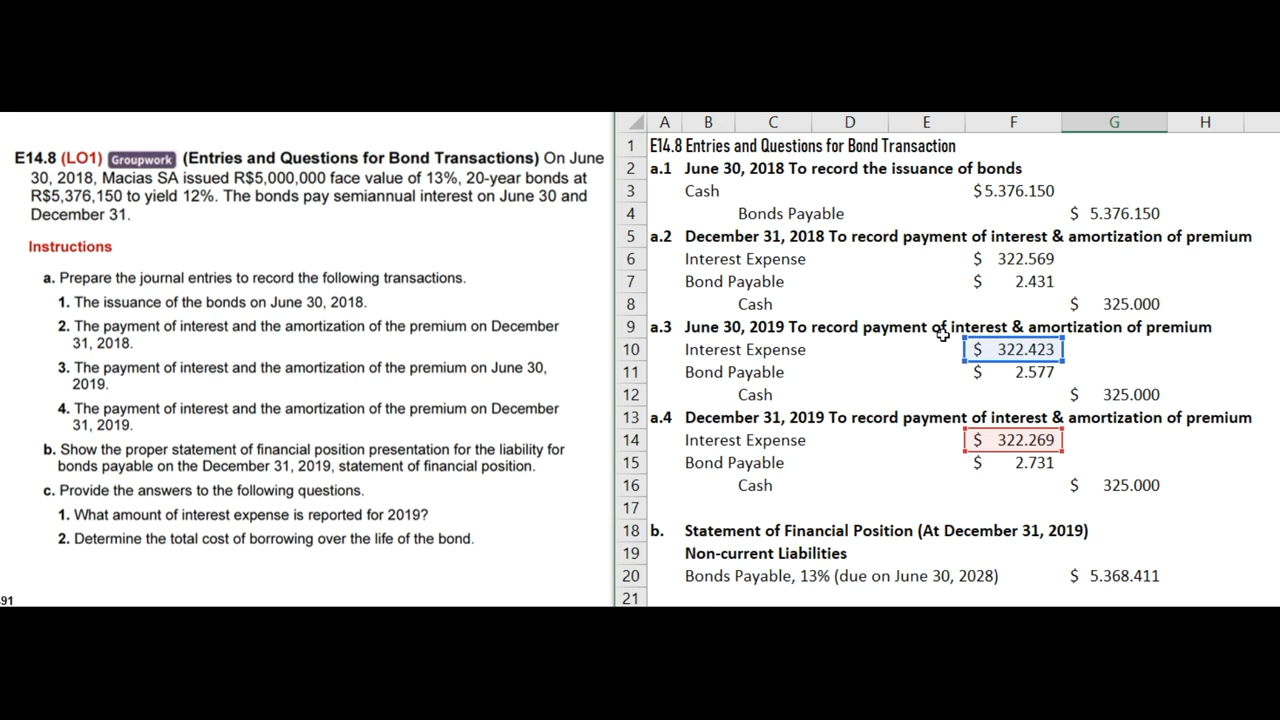 E14.8 (LO1) Groupwork (Entries and Questions for Bond Transactions) On June
30, 2018, Macias SA issued R$5,000,000 face value of 13%, 20-year bonds at
R$5,376,150 to yield 12%. The bonds pay semiannual interest on June 30 and
December 31.
Instructions
a. Prepare the journal entries to record the following transactions.
1. The issuance of the bonds on June 30, 2018.
2. The payment of interest and the amortization of the premium on December
31, 2018.
3. The payment of interest and the amortization of the premium on June 30,
2019.
4. The payment of interest and the amortization of the premium on December
31, 2019.
b. Show the proper statement of financial position presentation for the liability for
bonds payable on the December 31, 2019, statement of financial position.
c. Provide the answers to the following questions.
1. What amount of interest expense is reported for 2019?
2. Determine the total cost of borrowing over the life of the bond.
91
A B C D E F G H
1 E14.8 Entries and Questions for Bond Transaction
2 a.1 June 30, 2018 To record the issuance of bonds
3 Cash $ 5.376.150
4 Bonds Payable $ 5.376.150
5 a.2 December 31, 2018 To record payment of interest & amortization of premium
6 Interest Expense $ 322.569
7 Bond Payable $ 2.431
8 Cash $ 325.000
9 a.3 June 30, 2019 To record payment of interest & amortization of premium
10 Interest Expense $ 322.423
11 Bond Payable $ 2.577
12 Cash $ 325.000
13 a.4 December 31, 2019 To record payment of interest & amortization of premium
14 Interest Expense $ 322.269
15 Bond Payable $ 2.731
16 Cash $ 325.000
17
18 b. Statement of Financial Position (At December 31, 2019)
19 Non-current Liabilities
20 Bonds Payable, 13% (due on June 30, 2028) $ 5.368.411
21